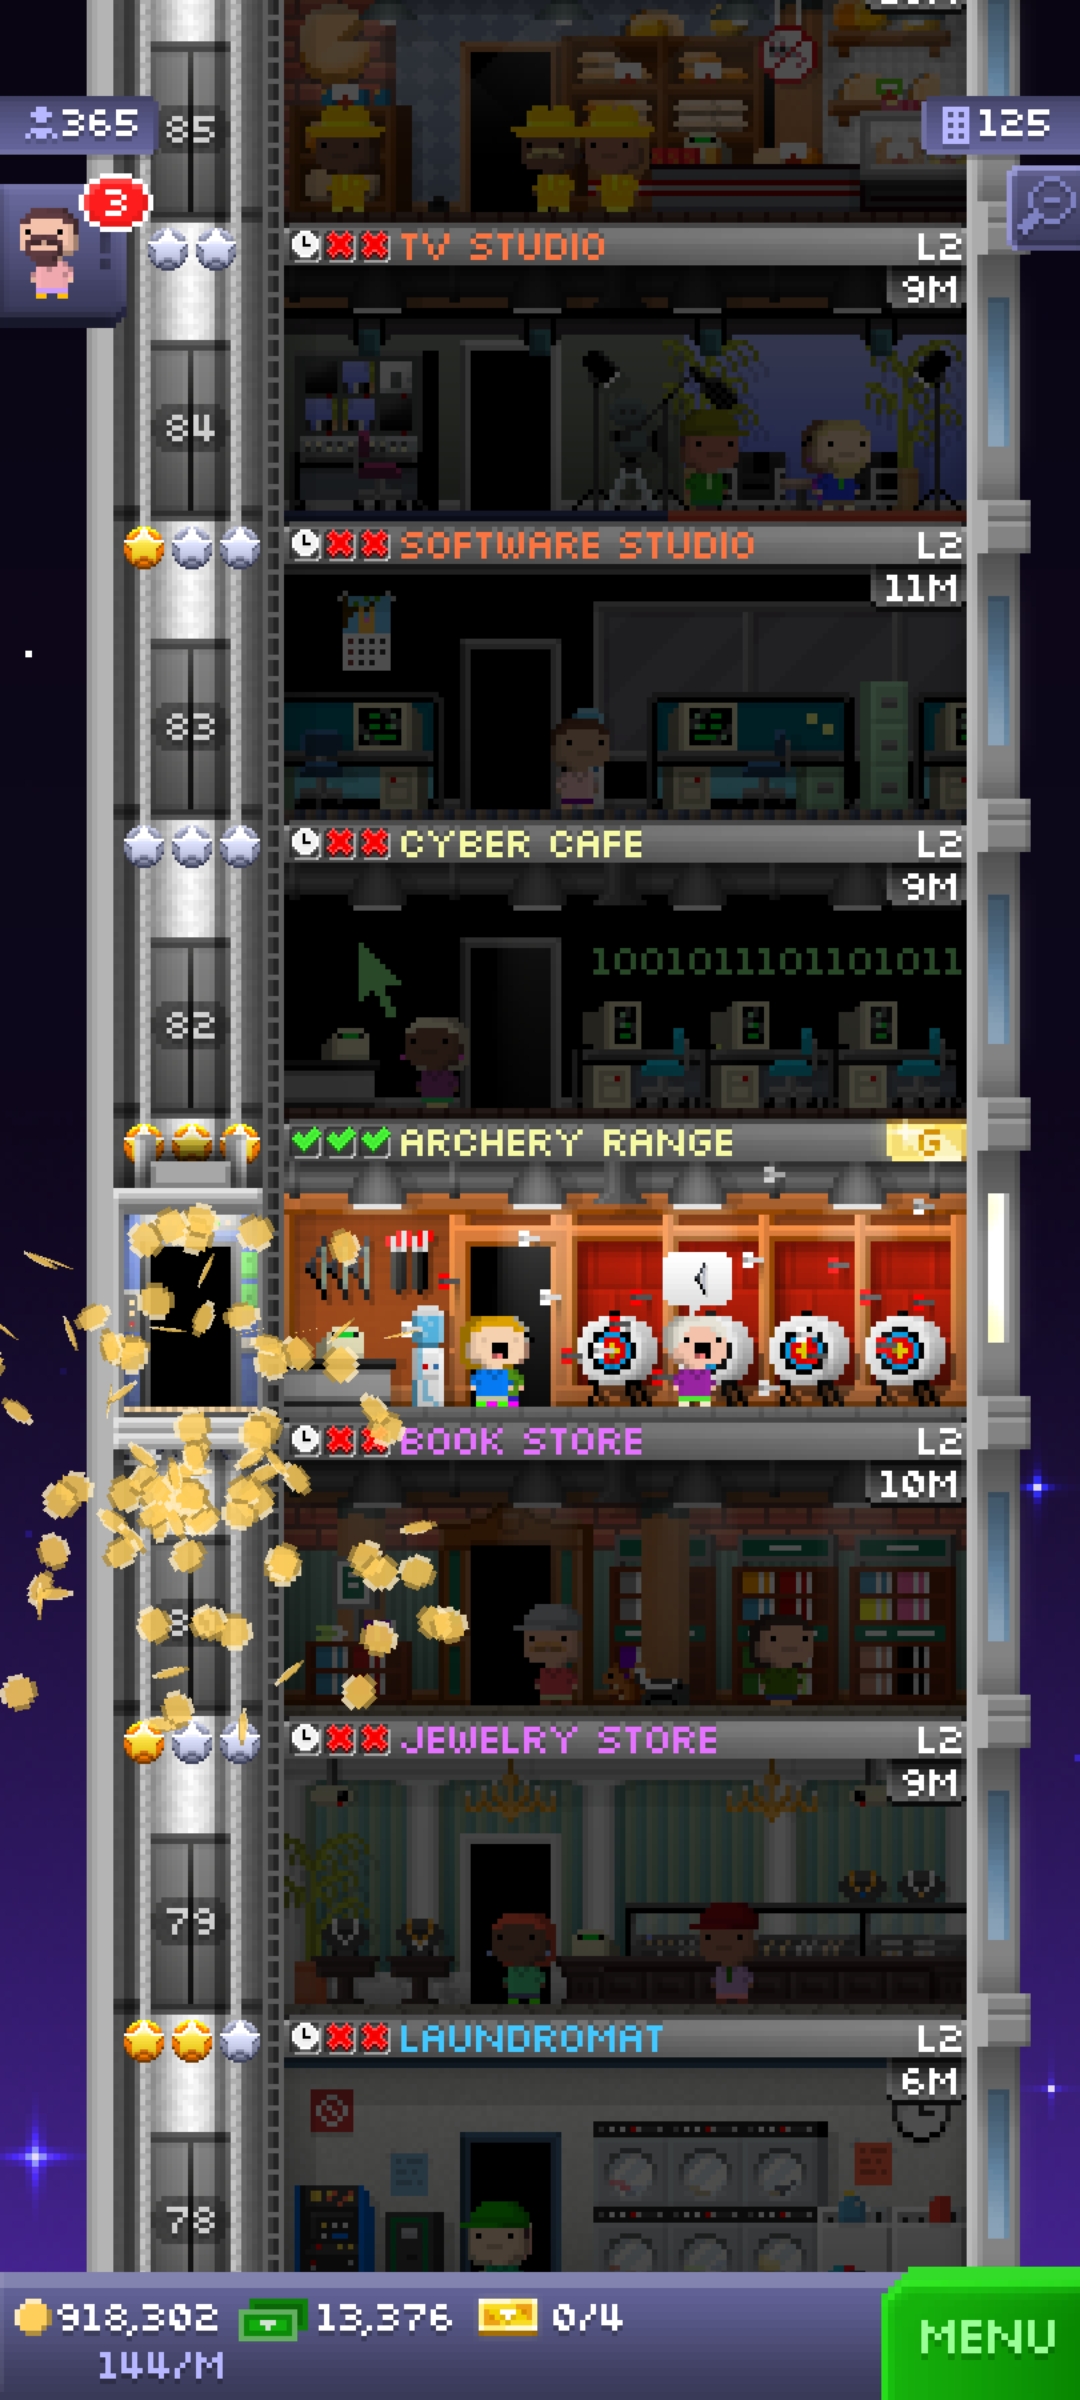 365
85
125
3
TV STUDIO L2
9M
84
SOFTWARE STUDIO L2
11M
83
CYBER CAFE L2
9M
1001011101101011
82
ARCHERY RANGE G
BOOK STORE L2
10M
JEWELRY STORE L2
9M
79
LAUNDROMAT L2
6M
78
918,302 13,376 0/4
144/M
MENU